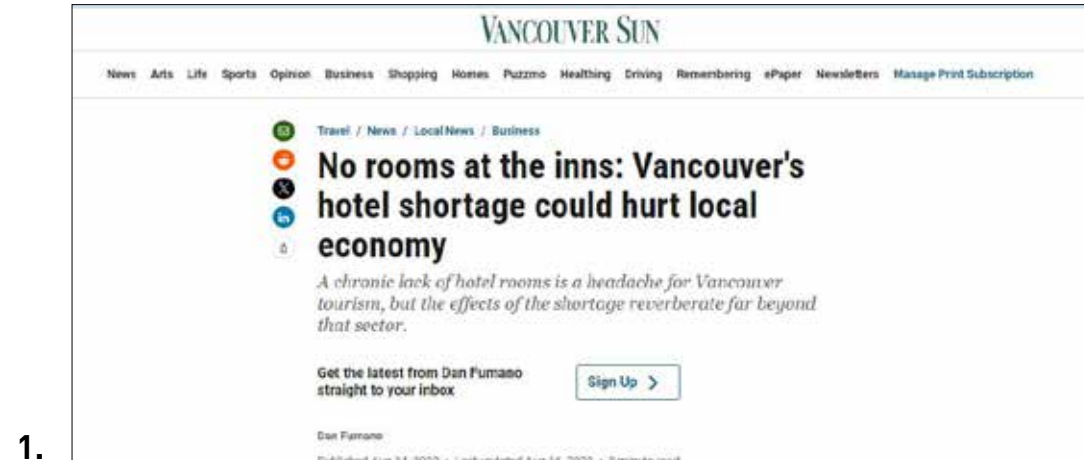 VANCOUVER SUN
News Arts Life Sports Opinion Business Shopping Homes Puzzmo Healthing Driving Remembering ePaper Newsletters Manage Print Subscription
Travel / News / Local News / Business
No rooms at the inns: Vancouver's
hotel shortage could hurt local
economy
A chronic lack of hotel rooms is a headache for Vancouver
tourism, but the effects of the shortage reverberate far beyond
that sector.
Get the latest from Dan Fumano
straight to your inbox
Sign Up
Dan Fumano
1.